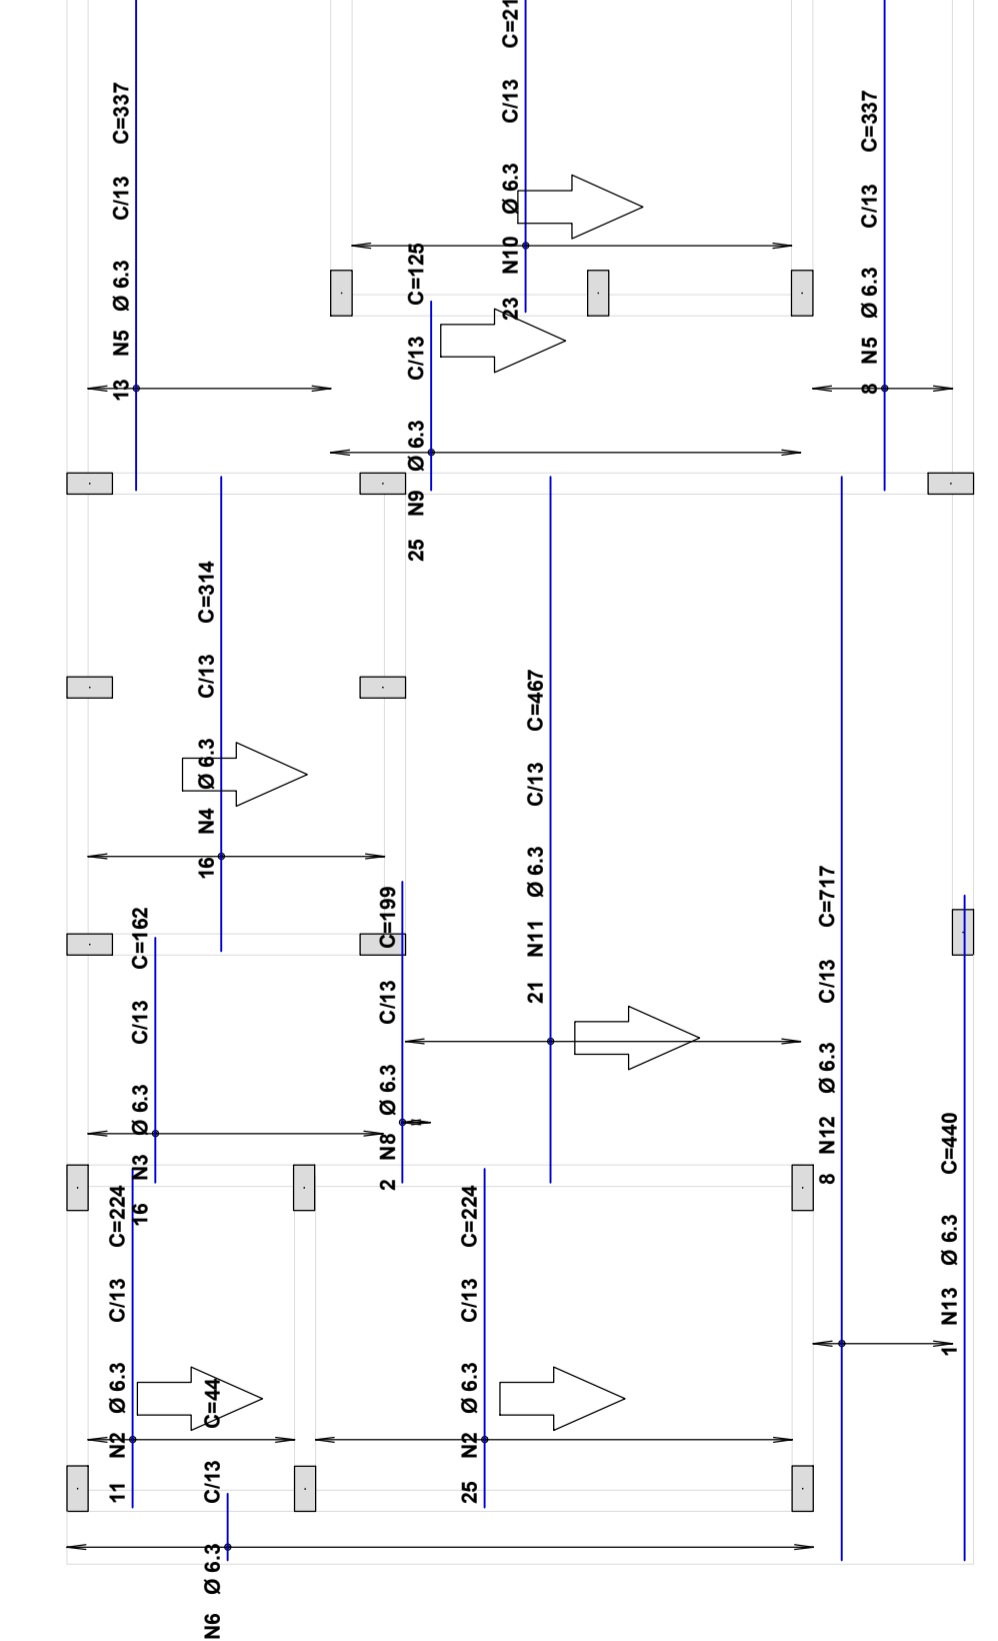 13 N5 Ø 6.3 C/13 C=337
23 N10 Ø 6.3 C/13 C=21
8 N5 Ø 6.3 C/13 C=337
25 N9 Ø 6.3 C/13 C=125
16 N4 Ø 6.3 C/13 C=314
21 N11 Ø 6.3 C/13 C=467
16 N3 Ø 6.3 C/13 C=162
2 N8 Ø 6.3 C/13 C=199
8 N12 Ø 6.3 C/13 C=717
1 N13 Ø 6.3 C=440
11 N2 Ø 6.3 C/13 C=224
25 N2 Ø 6.3 C/13 C=224
N6 Ø 6.3 C/13 C=44